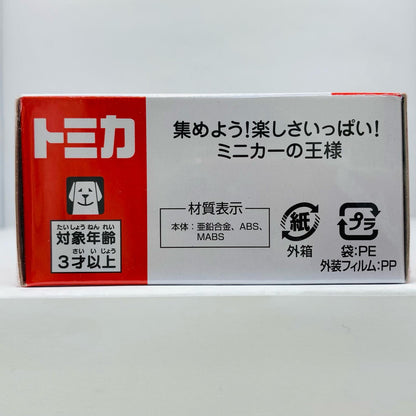 トミカ
たいしょうねんれい
対象年齢
さいいじょう
3才以上
集めよう!楽しさいっぱい!
ミニカーの王様
材質表示
本体:亜鉛合金、ABS、
MABS
紙
外箱
プラ
袋:PE
外装フィルム:PP